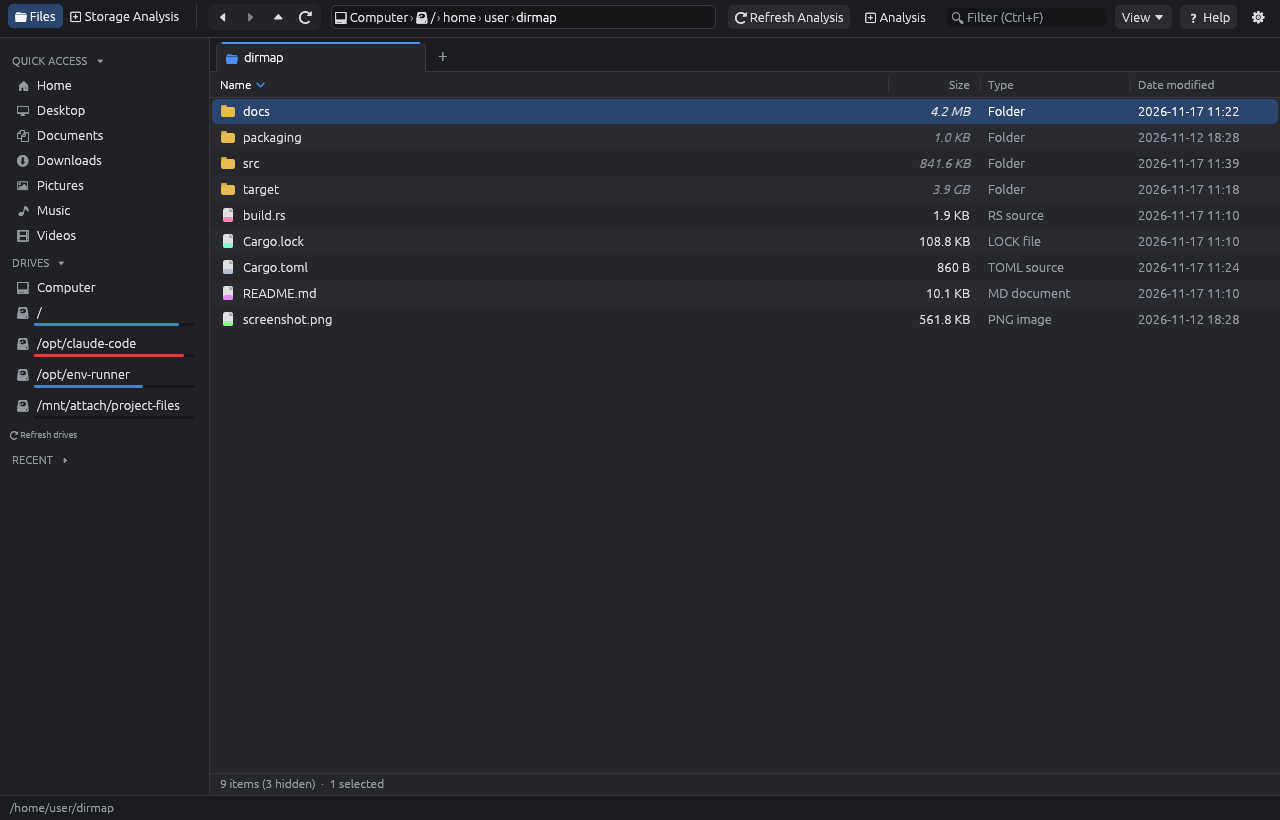 Files Storage Analysis Computer › / › home › user › dirmap Refresh Analysis Analysis Filter (Ctrl+F) View ? Help
QUICK ACCESS
Home
Desktop
Documents
Downloads
Pictures
Music
Videos
DRIVES
Computer
/
/opt/claude-code
/opt/env-runner
/mnt/attach/project-files
Refresh drives
RECENT
dirmap +
Name Size Type Date modified
docs 4.2 MB Folder 2026-11-17 11:22
packaging 1.0 KB Folder 2026-11-12 18:28
src 841.6 KB Folder 2026-11-17 11:39
target 3.9 GB Folder 2026-11-17 11:18
build.rs 1.9 KB RS source 2026-11-17 11:10
Cargo.lock 108.8 KB LOCK file 2026-11-17 11:10
Cargo.toml 860 B TOML source 2026-11-17 11:24
README.md 10.1 KB MD document 2026-11-17 11:10
screenshot.png 561.8 KB PNG image 2026-11-12 18:28
9 items (3 hidden) · 1 selected
/home/user/dirmap